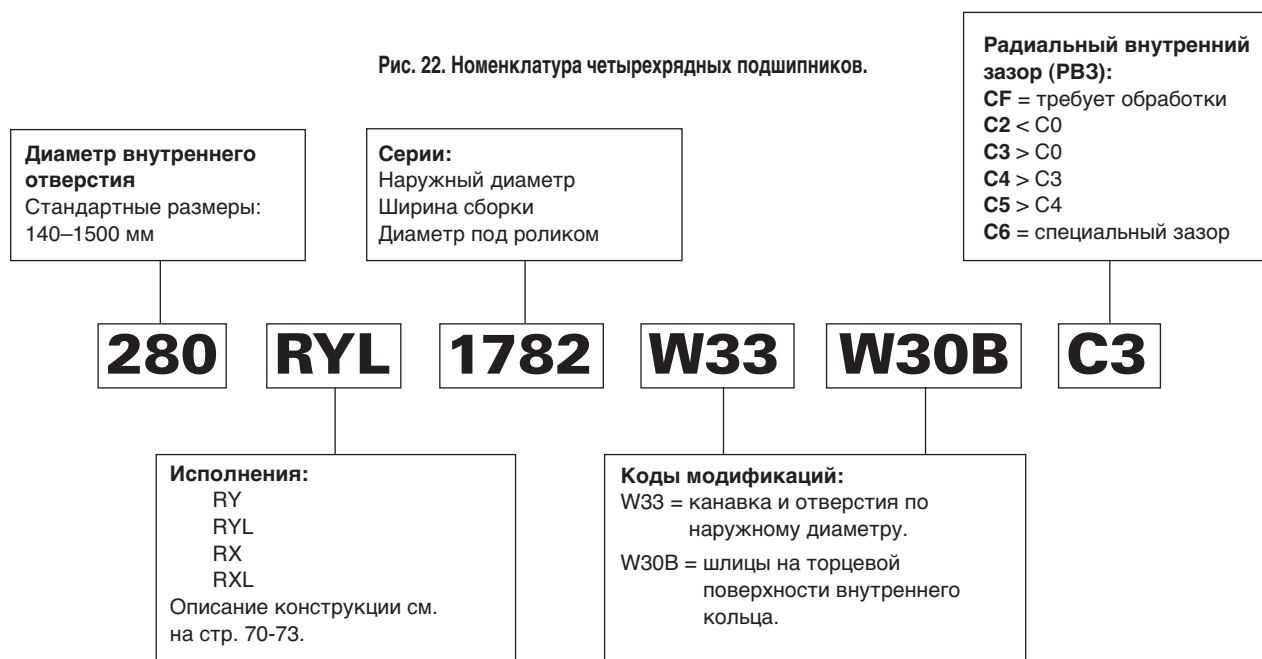 Рис. 22. Номенклатура четырехрядных подшипников.
Радиальный внутренний
зазор (РВЗ):
CF = требует обработки
C2 < C0
C3 > C0
C4 > C3
C5 > C4
C6 = специальный зазор
Диаметр внутреннего
отверстия
Стандартные размеры:
140–1500 мм
Серии:
Наружный диаметр
Ширина сборки
Диаметр под роликом
280 RYL 1782 W33 W30B C3
Исполнения:
RY
RYL
RX
RXL
Описание конструкции см.
на стр. 70-73.
Коды модификаций:
W33 = канавка и отверстия по
наружному диаметру.
W30B = шлицы на торцевой
поверхности внутреннего
кольца.